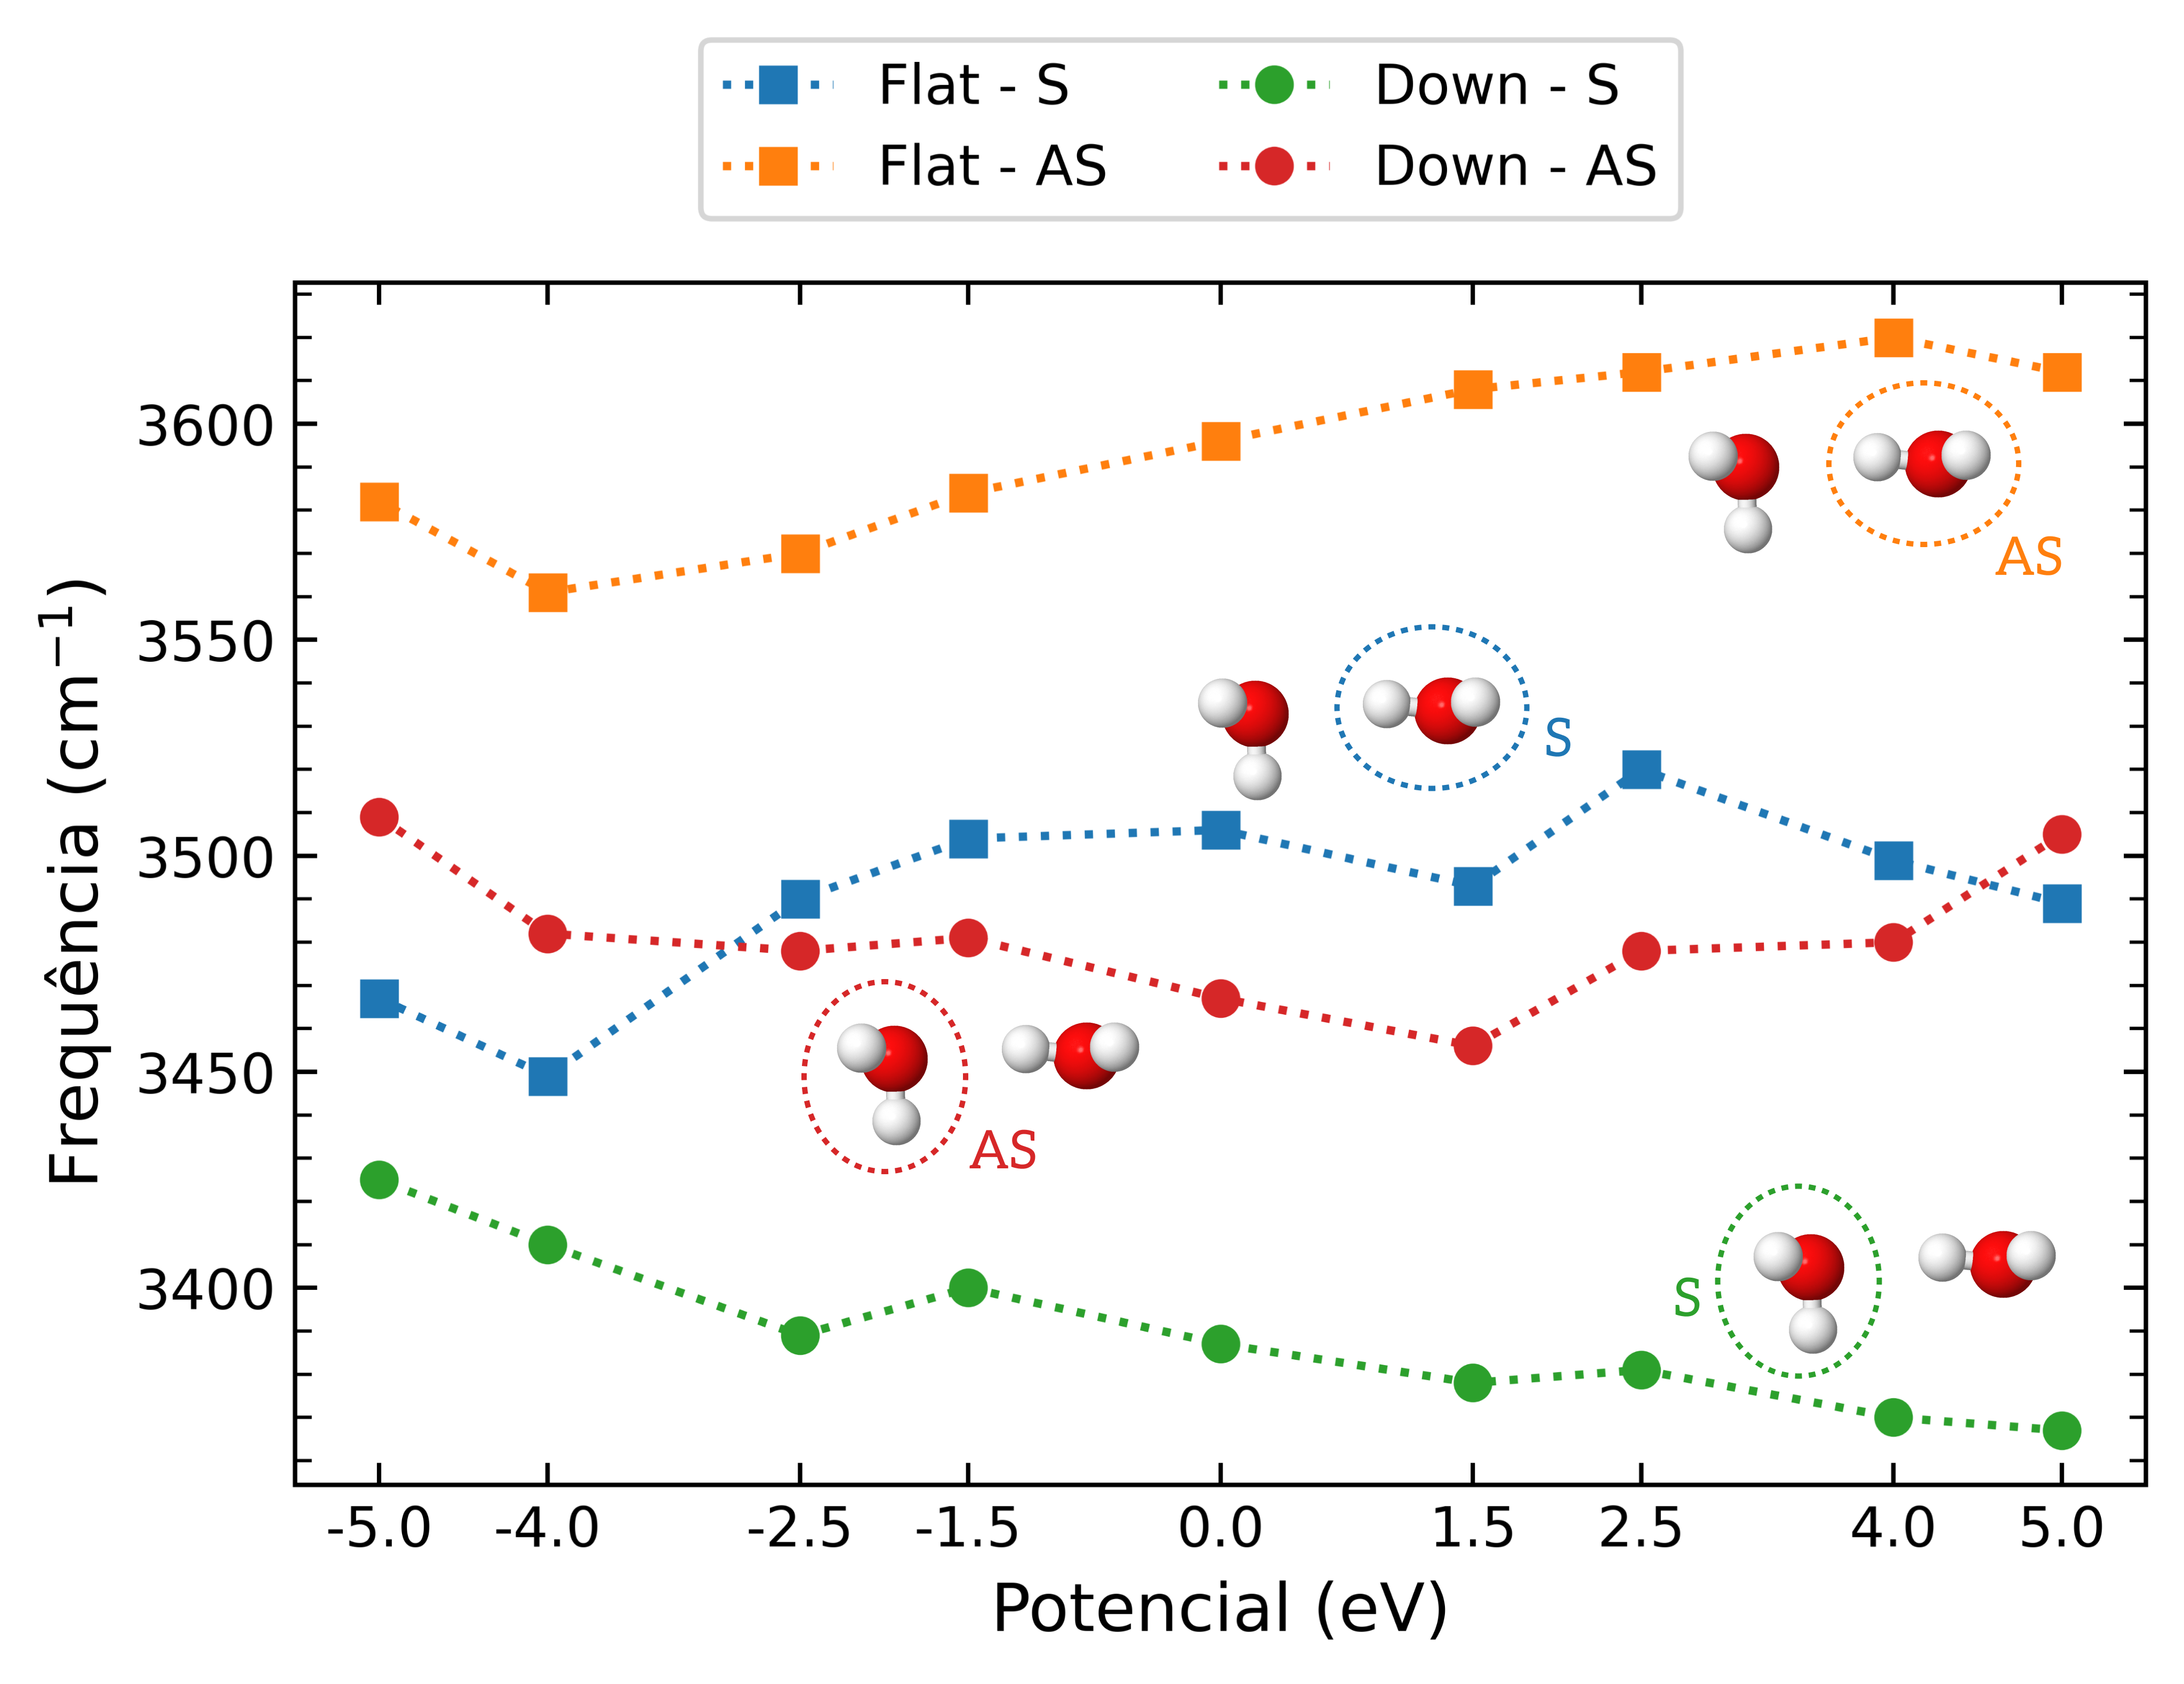 Flat - S
Down - S
Flat - AS
Down - AS
3600
3550
3500
3450
3400
Frequência (cm⁻¹)
AS
S
AS
S
-5.0 -4.0 -2.5 -1.5 0.0 1.5 2.5 4.0 5.0
Potencial (eV)